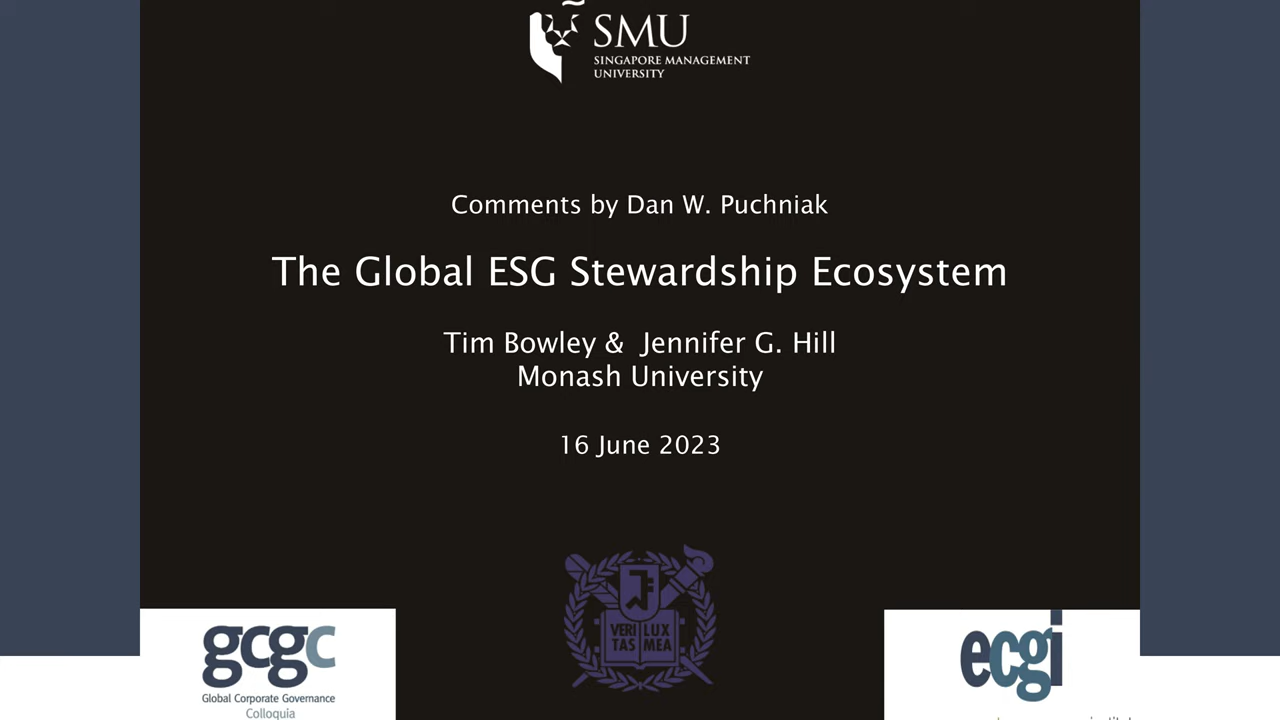 SMU
SINGAPORE MANAGEMENT
UNIVERSITY
Comments by Dan W. Puchniak
The Global ESG Stewardship Ecosystem
Tim Bowley & Jennifer G. Hill
Monash University
16 June 2023
VERI LUX
TAS MEA
gcgc
Global Corporate Governance
Colloquia
ecgi